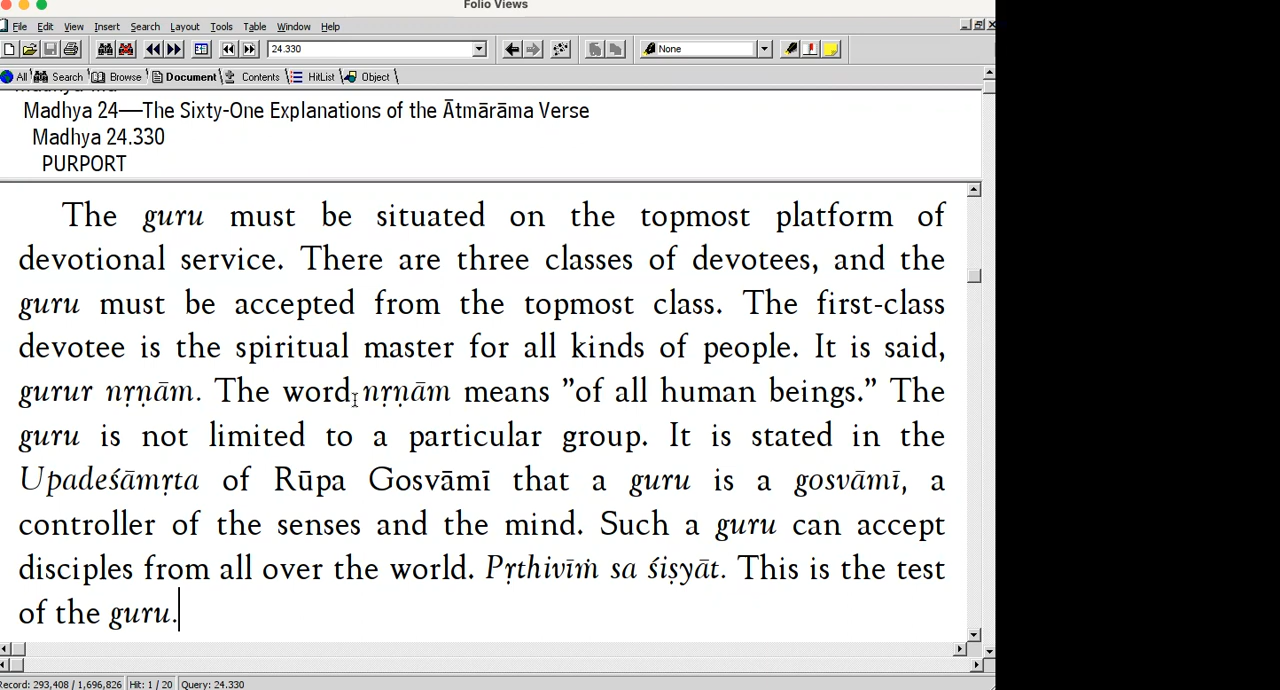 Folio Views
File Edit View Insert Search Layout Tools Table Window Help
24.330 None
All Search Browse Document Contents HitList Object
Madhya 24—The Sixty-One Explanations of the Ātmārāma Verse
Madhya 24.330
PURPORT
The guru must be situated on the topmost platform of
devotional service. There are three classes of devotees, and the
guru must be accepted from the topmost class. The first-class
devotee is the spiritual master for all kinds of people. It is said,
gurur nṛṇām. The word nṛṇām means ”of all human beings.” The
guru is not limited to a particular group. It is stated in the
Upadeśāmṛta of Rūpa Gosvāmī that a guru is a gosvāmī, a
controller of the senses and the mind. Such a guru can accept
disciples from all over the world. Pṛthivīṁ sa śiṣyāt. This is the test
of the guru.
Record: 293,408 / 1,696,826 Hit: 1 / 20 Query: 24.330